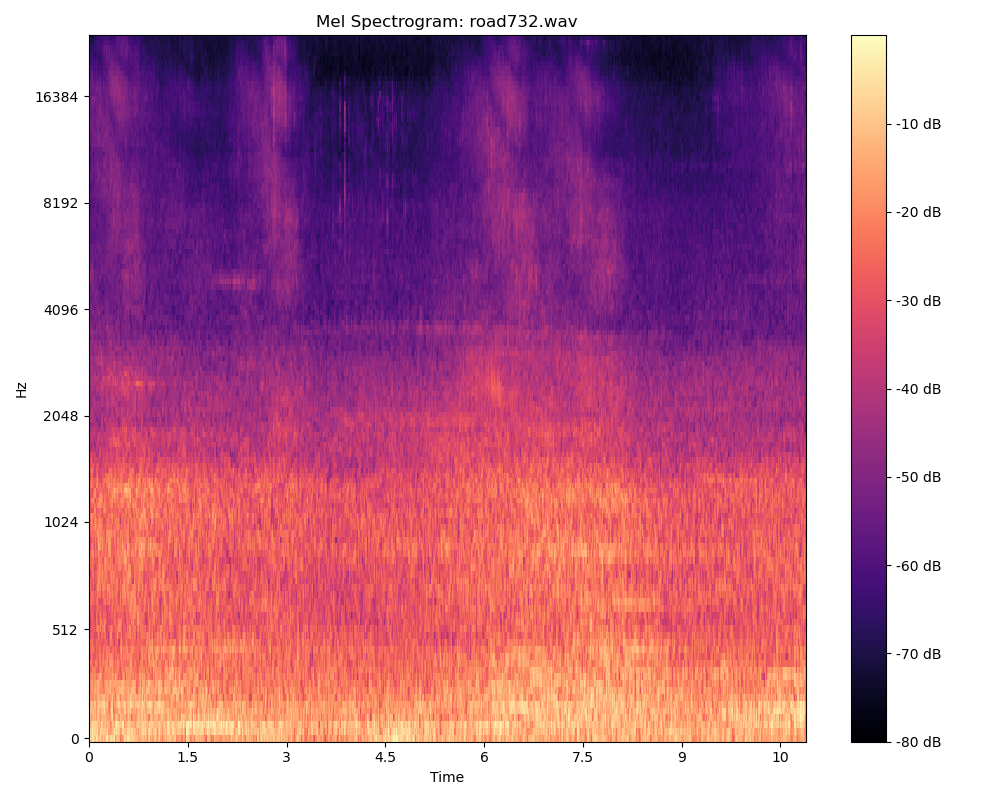 Mel Spectrogram: road732.wav
16384
8192
4096
2048
1024
512
0
Hz
0 1.5 3 4.5 6 7.5 9 10
Time
-10 dB
-20 dB
-30 dB
-40 dB
-50 dB
-60 dB
-70 dB
-80 dB